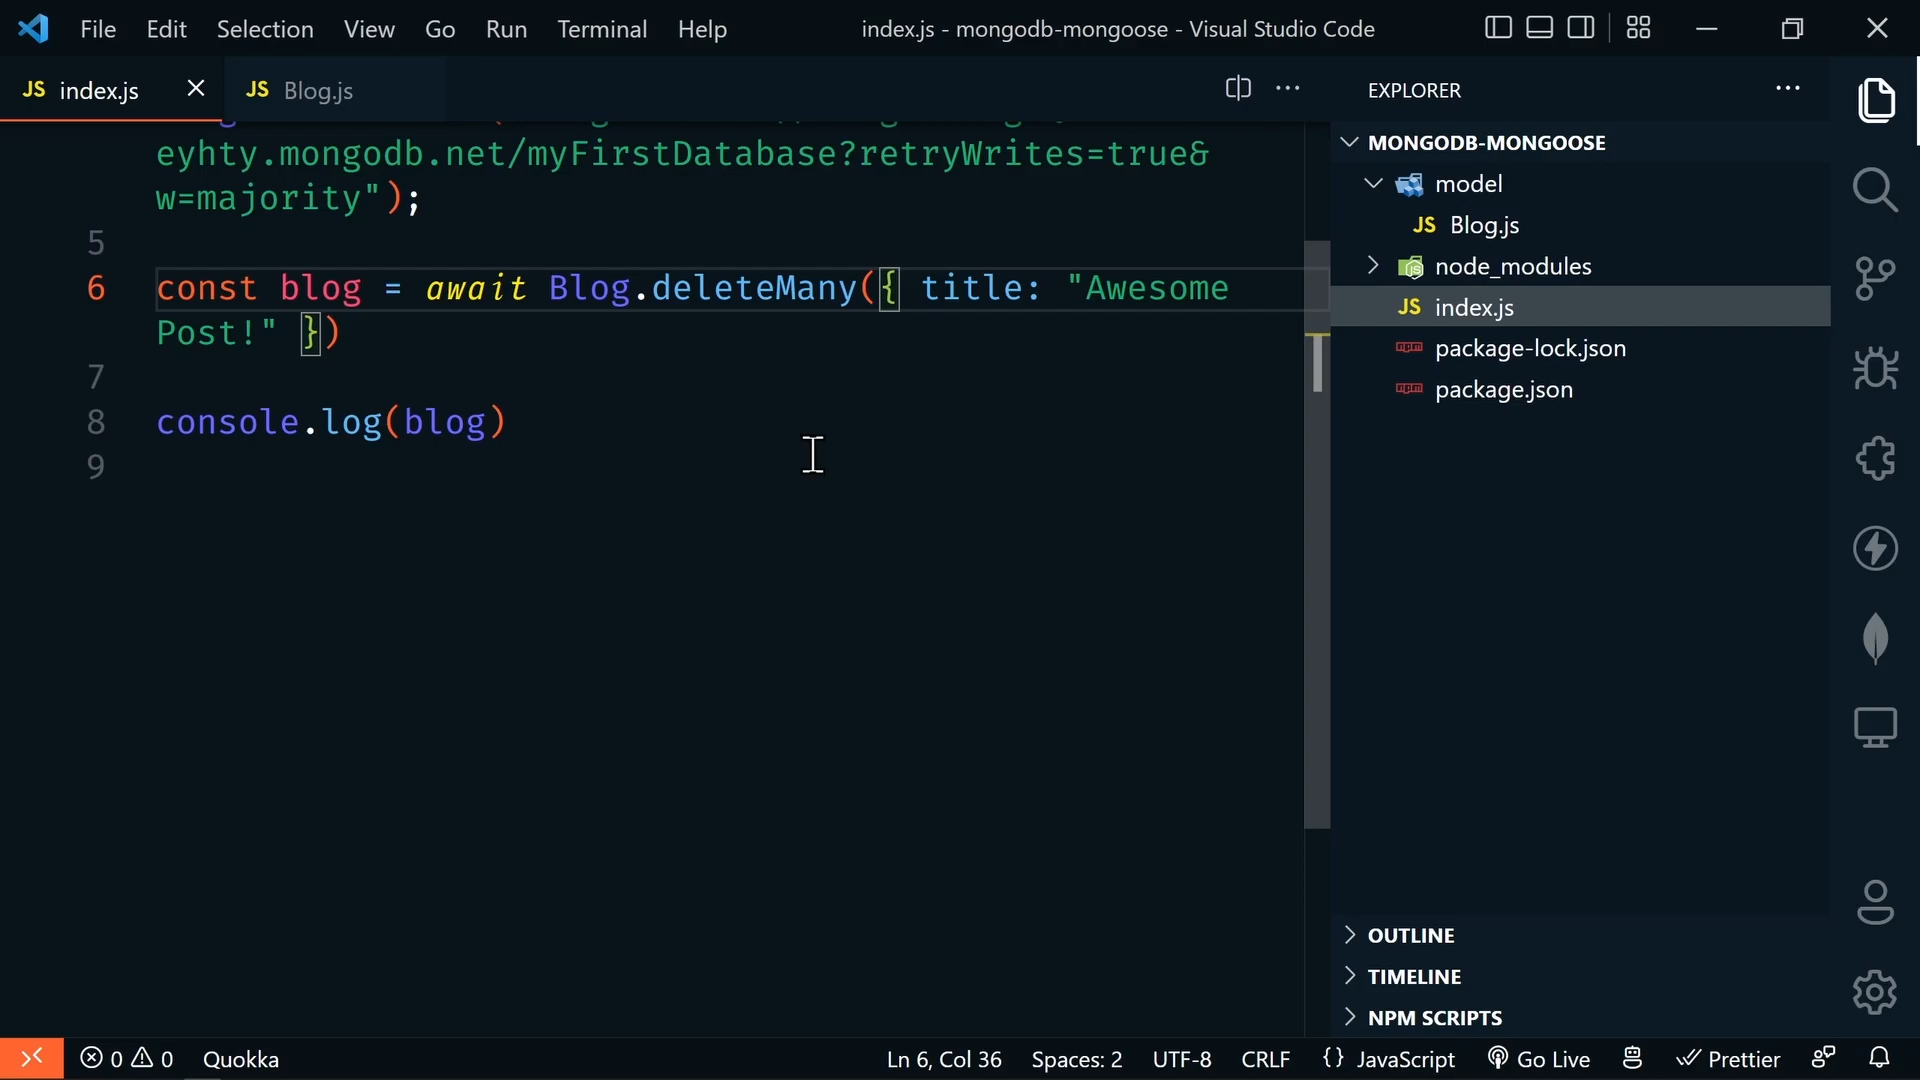 File Edit Selection View Go Run Terminal Help
index.js - mongodb-mongoose - Visual Studio Code
JS index.js
JS Blog.js
EXPLORER
eyhty.mongodb.net/myFirstDatabase?retryWrites=true&
w=majority");
5
6 const blog = await Blog.deleteMany({ title: "Awesome
Post!" })
7
8 console.log(blog)
9
MONGODB-MONGOOSE
model
JS Blog.js
node_modules
JS index.js
package-lock.json
package.json
OUTLINE
TIMELINE
NPM SCRIPTS
0 0 Quokka
Ln 6, Col 36 Spaces: 2 UTF-8 CRLF {} JavaScript Go Live Prettier